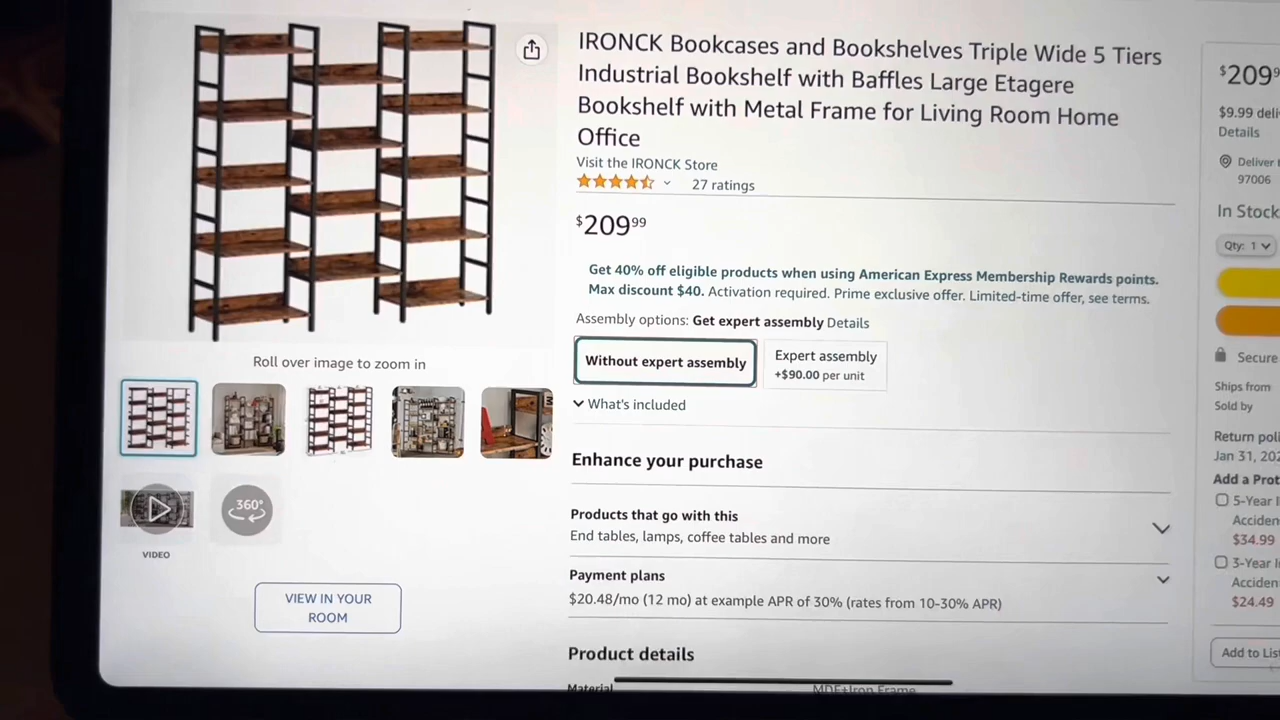 IRONCK Bookcases and Bookshelves Triple Wide 5 Tiers
Industrial Bookshelf with Baffles Large Etagere
Bookshelf with Metal Frame for Living Room Home
Office
Visit the IRONCK Store
27 ratings
$209.99
Get 40% off eligible products when using American Express Membership Rewards points.
Max discount $40. Activation required. Prime exclusive offer. Limited-time offer, see terms.
Assembly options: Get expert assembly Details
Without expert assembly
Expert assembly
+$90.00 per unit
What's included
Enhance your purchase
Products that go with this
End tables, lamps, coffee tables and more
Payment plans
$20.48/mo (12 mo) at example APR of 30% (rates from 10-30% APR)
Product details
Material
MDF+Iron Frame
Roll over image to zoom in
360°
VIDEO
VIEW IN YOUR
ROOM
$209
$9.99
Details
Deliver
97006
In Stock
Qty: 1
Secure
Ships from
Sold by
Return
Jan 31,
Add a
5-Year
$34.99
3-Year
$24.49
Add to